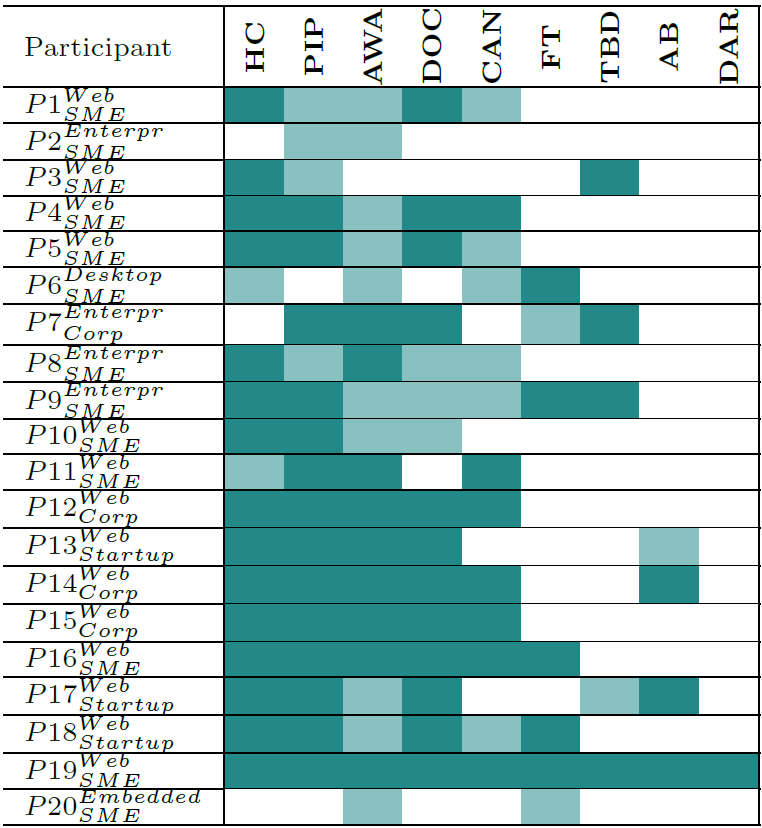 Participant HC PIP AWA DOC CAN FT TBD AB DAR
P1 Web SME
P2 Enterpr SME
P3 Web SME
P4 Web SME
P5 Web SME
P6 Desktop SME
P7 Enterpr Corp
P8 Enterpr SME
P9 Enterpr SME
P10 Web SME
P11 Web SME
P12 Web Corp
P13 Web Startup
P14 Web Corp
P15 Web Corp
P16 Web SME
P17 Web Startup
P18 Web Startup
P19 Web SME
P20 Embedded SME